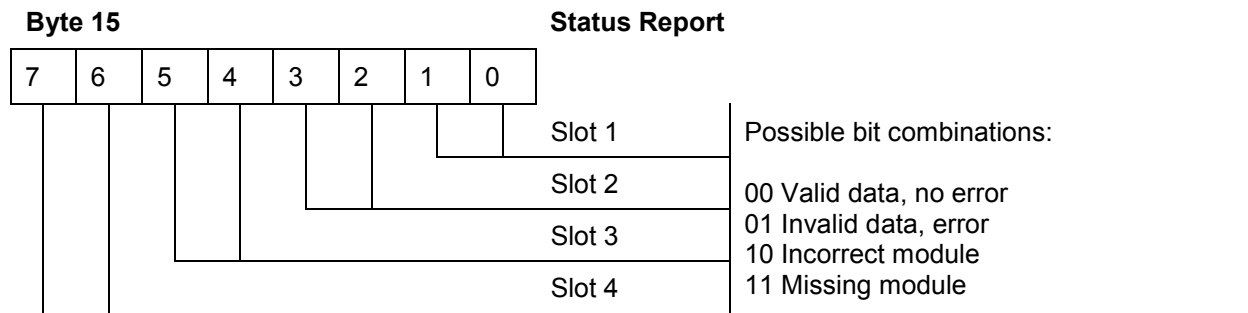 Byte 15 Status Report
7 6 5 4 3 2 1 0
Slot 1 Possible bit combinations:
Slot 2 00 Valid data, no error
01 Invalid data, error
Slot 3 10 Incorrect module
Slot 4 11 Missing module